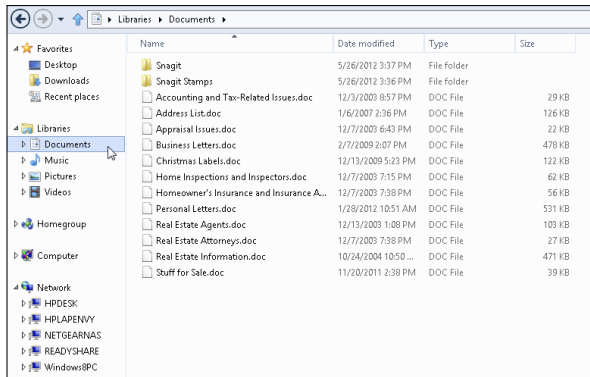 Libraries Documents
Name Date modified Type Size
Favorites
Desktop
Downloads
Recent places
Libraries
Documents
Music
Pictures
Videos
Homegroup
Computer
Network
HPDESK
HPLAPENVY
NETGEARNAS
READYSHARE
Windows8PC
Snagit 5/26/2012 3:37 PM File folder
Snagit Stamps 5/26/2012 3:36 PM File folder
Accounting and Tax-Related Issues.doc 12/3/2003 8:57 PM DOC File 29 KB
Address List.doc 1/6/2007 2:36 PM DOC File 126 KB
Appraisal Issues.doc 12/7/2003 6:43 PM DOC File 22 KB
Business Letters.doc 2/7/2009 2:07 PM DOC File 478 KB
Christmas Labels.doc 12/13/2009 5:23 PM DOC File 122 KB
Home Inspections and Inspectors.doc 12/7/2003 7:15 PM DOC File 62 KB
Homeowner's Insurance and Insurance A... 12/7/2003 7:38 PM DOC File 56 KB
Personal Letters.doc 1/28/2012 10:51 AM DOC File 531 KB
Real Estate Agents.doc 12/13/2003 1:08 PM DOC File 103 KB
Real Estate Attorneys.doc 12/7/2003 7:38 PM DOC File 27 KB
Real Estate Information.doc 10/24/2004 10:50 ... DOC File 471 KB
Stuff for Sale.doc 11/20/2011 2:38 PM DOC File 39 KB